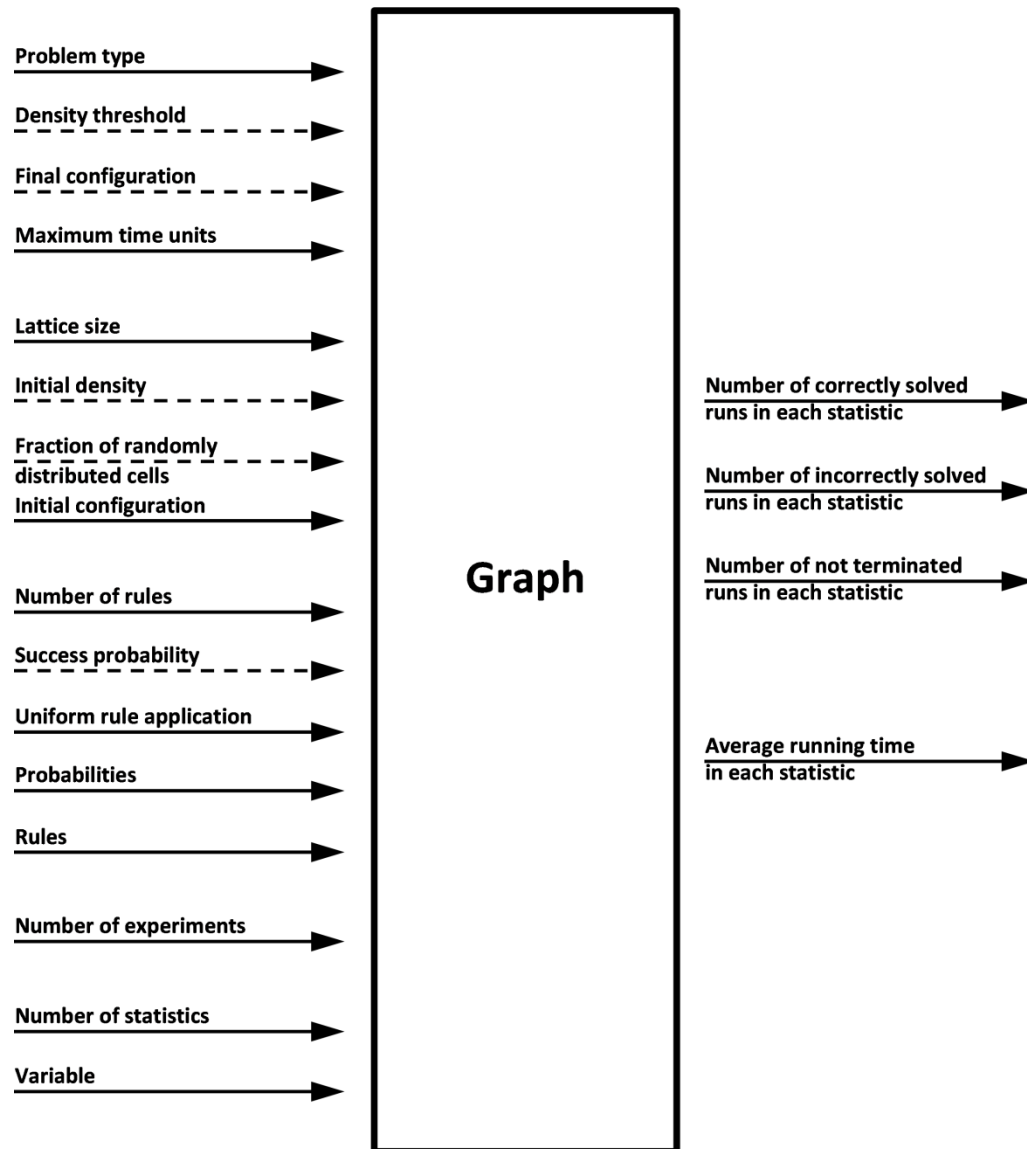 Problem type
Density threshold
Final configuration
Maximum time units
Lattice size
Initial density
Fraction of randomly
distributed cells
Initial configuration
Number of rules
Success probability
Uniform rule application
Probabilities
Rules
Number of experiments
Number of statistics
Variable
Graph
Number of correctly solved
runs in each statistic
Number of incorrectly solved
runs in each statistic
Number of not terminated
runs in each statistic
Average running time
in each statistic